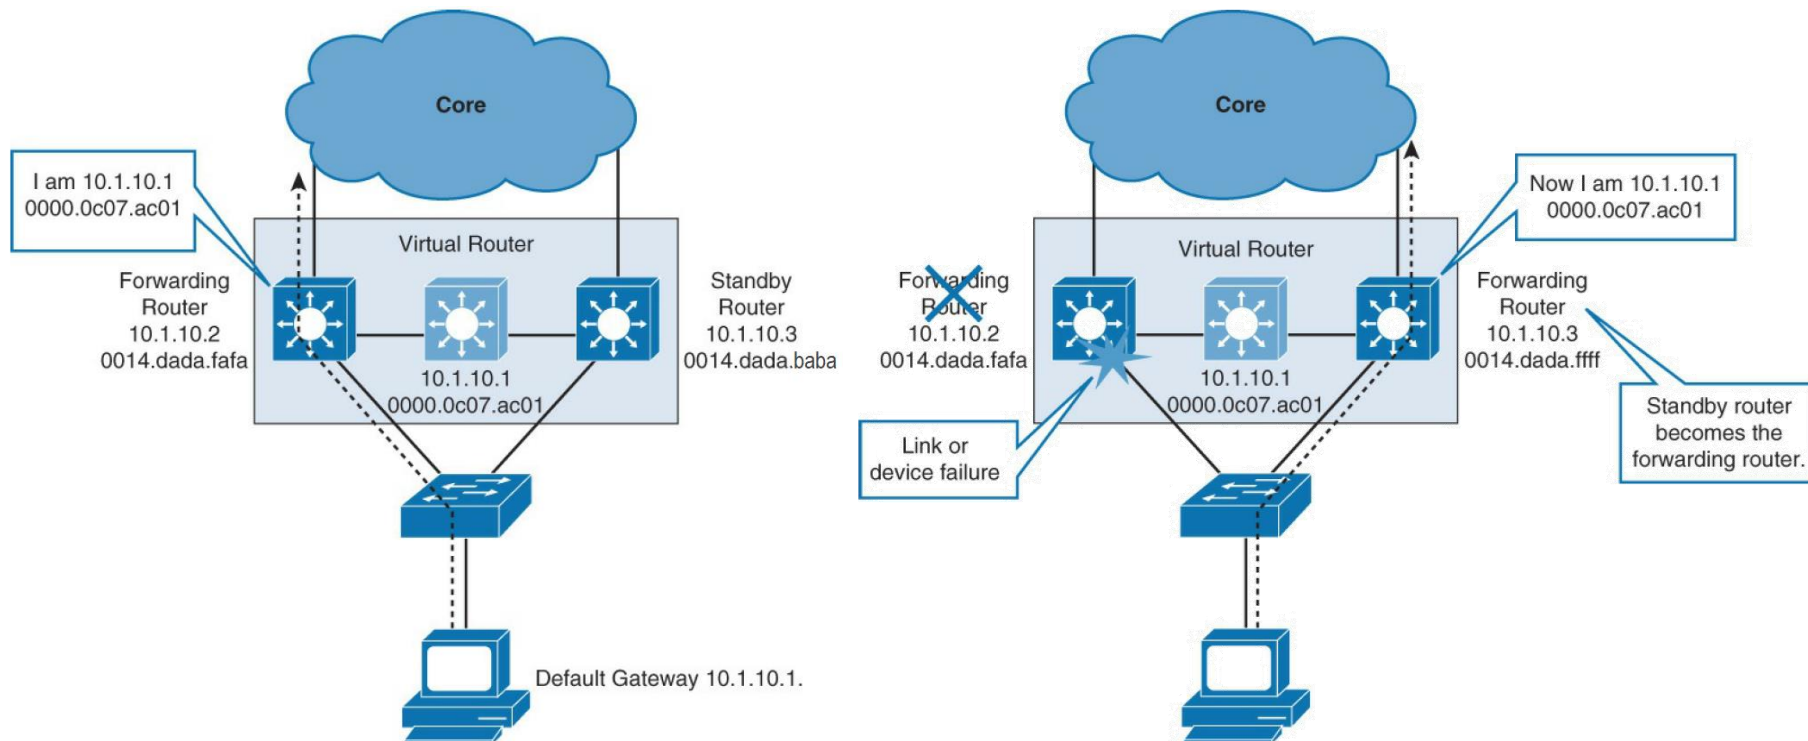 Core
I am 10.1.10.1
0000.0c07.ac01
Virtual Router
Forwarding
Router
10.1.10.2
0014.dada.fafa
Standby
Router
10.1.10.3
0014.dada.baba
10.1.10.1
0000.0c07.ac01
Default Gateway 10.1.10.1.
Core
Now I am 10.1.10.1
0000.0c07.ac01
Virtual Router
Forwarding
Router
10.1.10.2
0014.dada.fafa
Forwarding
Router
10.1.10.3
0014.dada.ffff
10.1.10.1
0000.0c07.ac01
Link or
device failure
Standby router
becomes the
forwarding router.